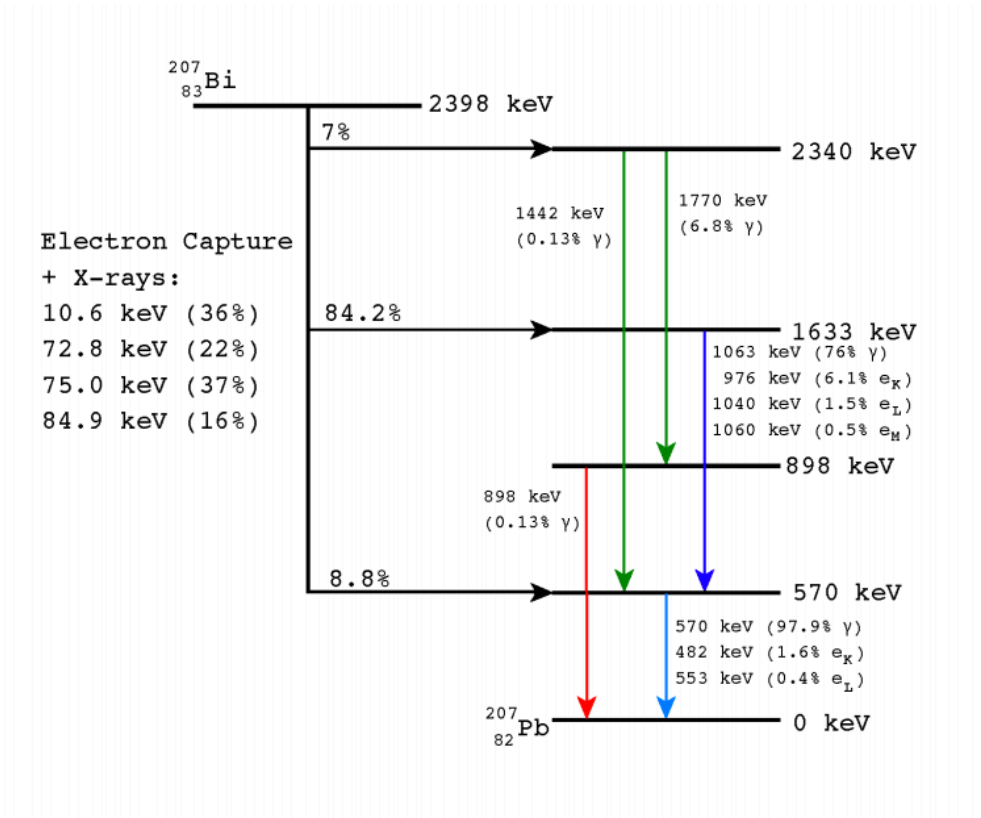 207
83Bi
2398 keV
7%
2340 keV
1442 keV
(0.13% γ)
1770 keV
(6.8% γ)
Electron Capture
+ X-rays:
10.6 keV (36%)
72.8 keV (22%)
75.0 keV (37%)
84.9 keV (16%)
84.2%
1633 keV
1063 keV (76% γ)
976 keV (6.1% eK)
1040 keV (1.5% eL)
1060 keV (0.5% eM)
898 keV
898 keV
(0.13% γ)
8.8%
570 keV
570 keV (97.9% γ)
482 keV (1.6% eK)
553 keV (0.4% eL)
207
82Pb
0 keV